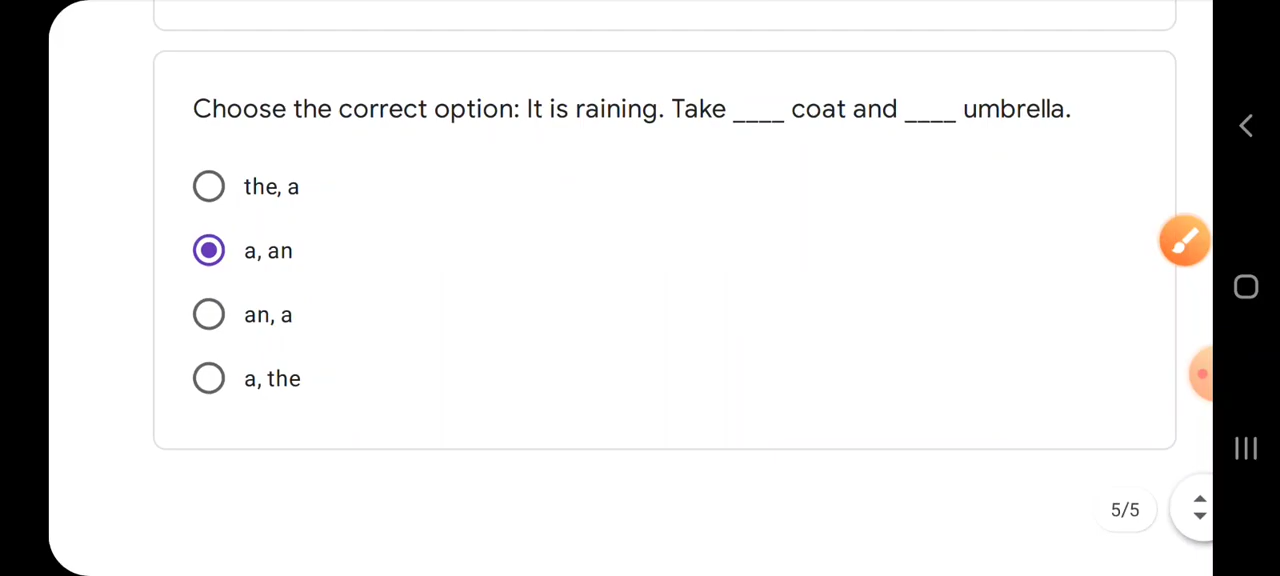 Choose the correct option: It is raining. Take ____ coat and ____ umbrella.
the, a
a, an
an, a
a, the
5/5